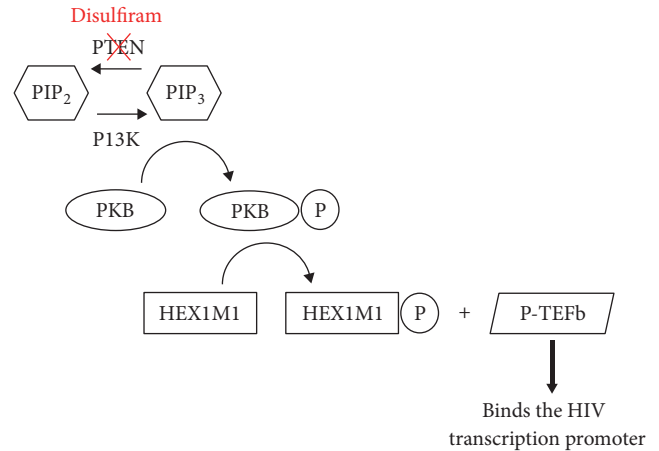 Disulfiram
PTEN
PIP2 PIP3
P13K
PKB PKB P
HEX1M1 HEX1M1 P + P-TEFb
Binds the HIV
transcription promoter